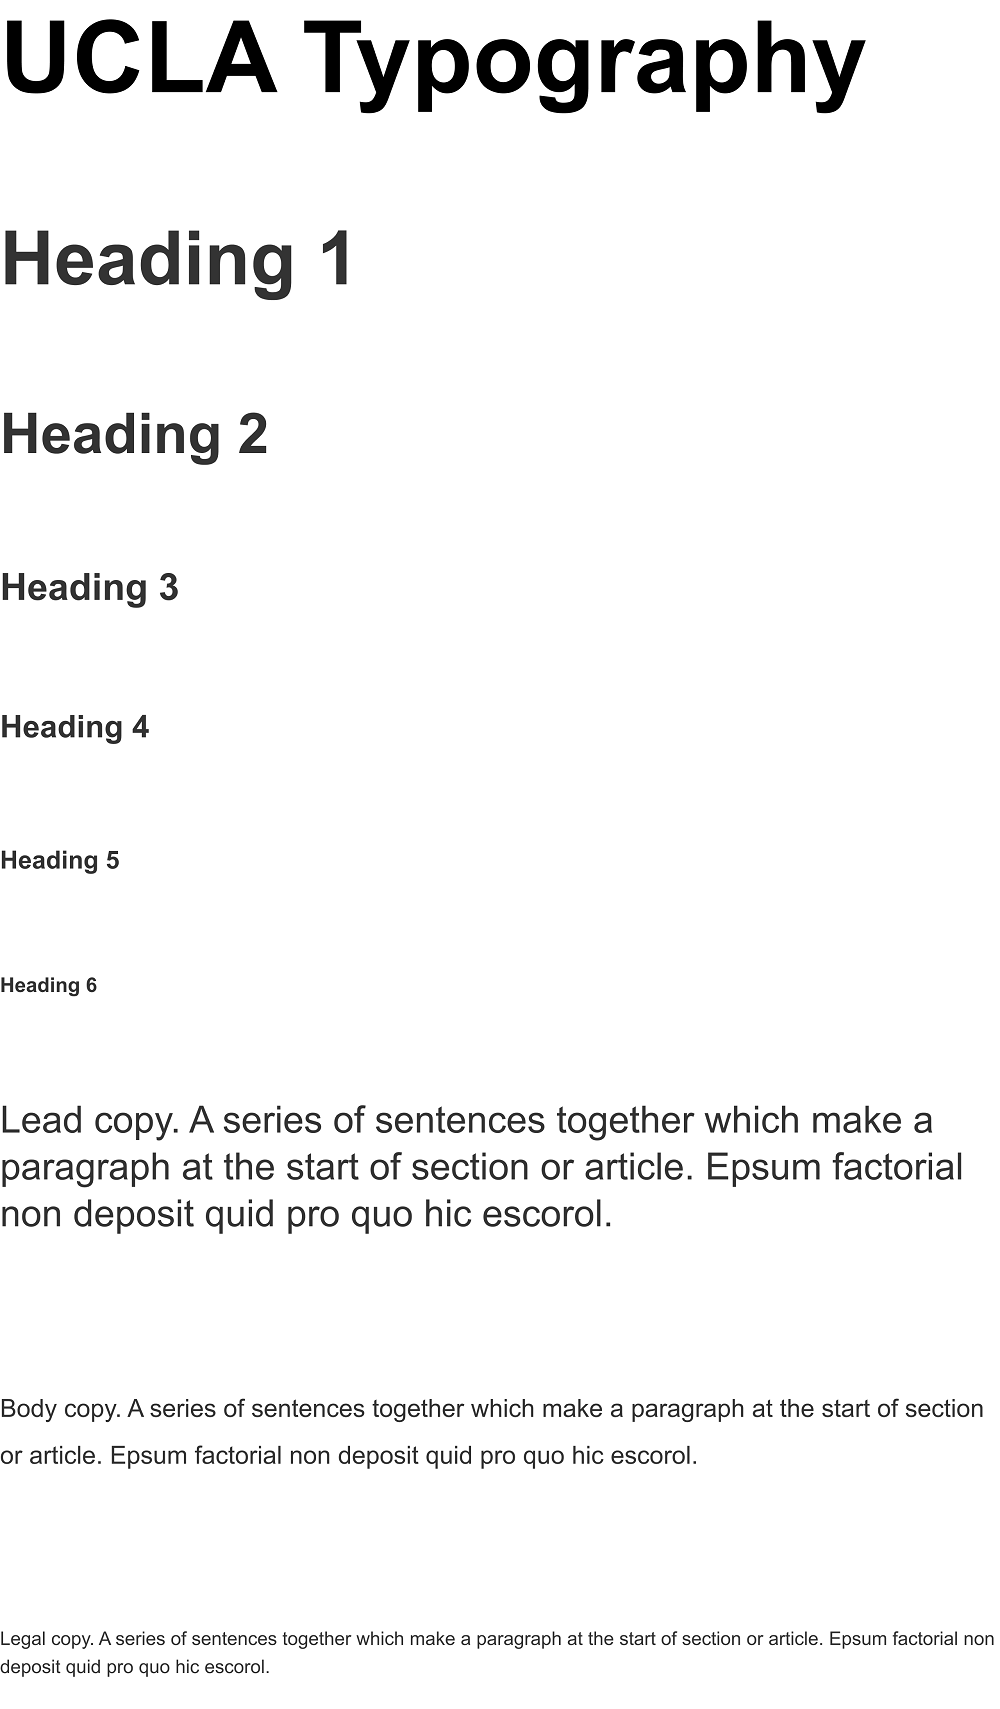 UCLA Typography
Heading 1
Heading 2
Heading 3
Heading 4
Heading 5
Heading 6
Lead copy. A series of sentences together which make a
paragraph at the start of section or article. Epsum factorial
non deposit quid pro quo hic escorol.
Body copy. A series of sentences together which make a paragraph at the start of section
or article. Epsum factorial non deposit quid pro quo hic escorol.
Legal copy. A series of sentences together which make a paragraph at the start of section or article. Epsum factorial non
deposit quid pro quo hic escorol.